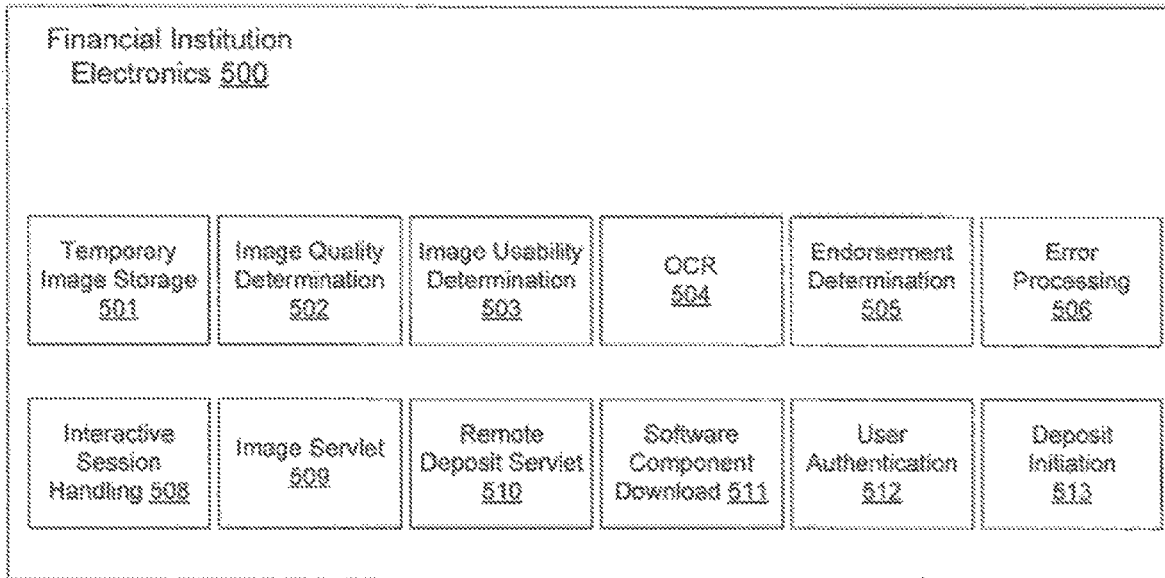 Financial Institution
Electronics 500
Temporary
Image Storage
501
Image Quality
Determination
502
Image Usability
Determination
503
OCR
504
Endorsement
Determination
505
Error
Processing
506
Interactive
Session
Handling 508
Image Servlet
509
Remote
Deposit Servlet
510
Software
Component
Download 511
User
Authentication
512
Deposit
Initiation
513